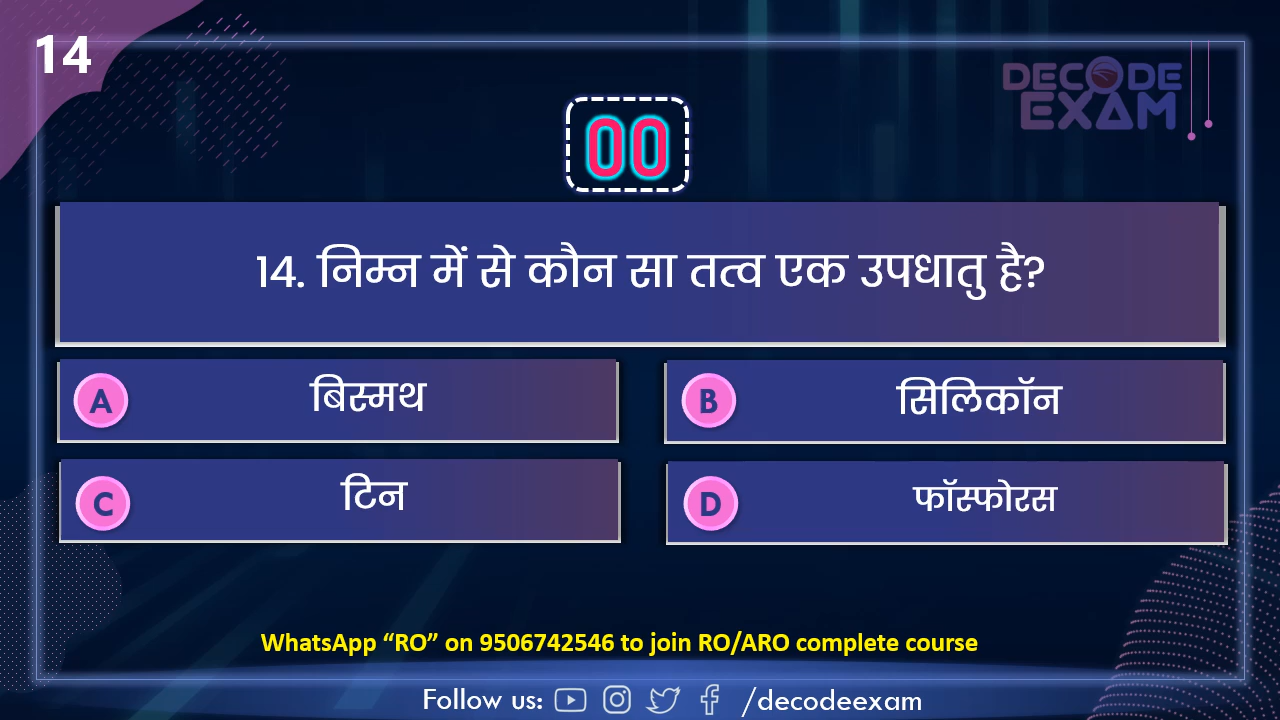 14
DECODE
EXAM
00
14. निम्न में से कौन सा तत्व एक उपधातु है?
A बिस्मथ
B सिलिकॉन
C टिन
D फॉस्फोरस
WhatsApp “RO” on 9506742546 to join RO/ARO complete course
Follow us: /decodeexam